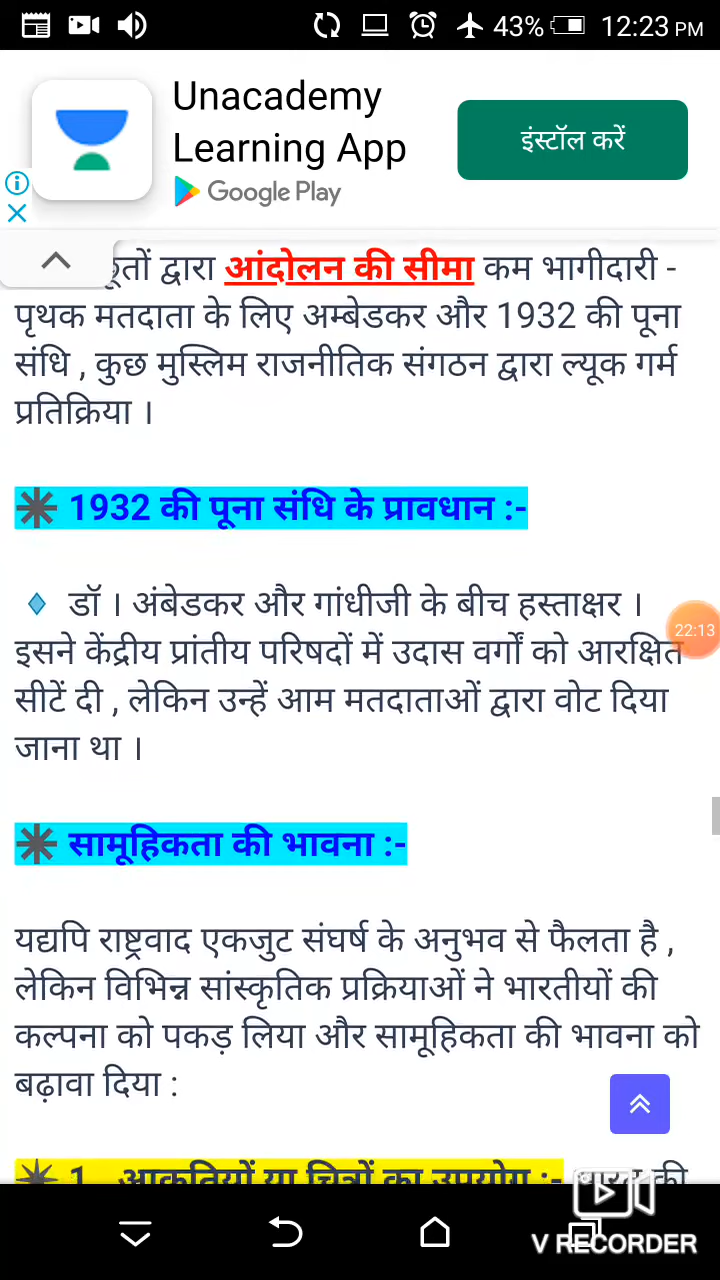 43% 12:23 PM
Unacademy
Learning App
Google Play
इंस्टॉल करें
द्वारा आंदोलन की सीमा कम भागीदारी -
पृथक मतदाता के लिए अम्बेडकर और 1932 की पूना
संधि , कुछ मुस्लिम राजनीतिक संगठन द्वारा ल्यूक गर्म
प्रतिक्रिया ।
1932 की पूना संधि के प्रावधान :-
डॉ । अंबेडकर और गांधीजी के बीच हस्ताक्षर ।
22:13
इसने केंद्रीय प्रांतीय परिषदों में उदास वर्गों को आरक्षित
सीटें दी , लेकिन उन्हें आम मतदाताओं द्वारा वोट दिया
जाना था ।
सामूहिकता की भावना :-
यद्यपि राष्ट्रवाद एकजुट संघर्ष के अनुभव से फैलता है ,
लेकिन विभिन्न सांस्कृतिक प्रक्रियाओं ने भारतीयों की
कल्पना को पकड़ लिया और सामूहिकता की भावना को
बढ़ावा दिया :
1 . आकृतियों या चित्रों का उपयोग :- की
V RECORDER